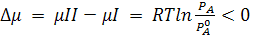 Δμ = μII − μI = RTln P_A/P_A^0 < 0